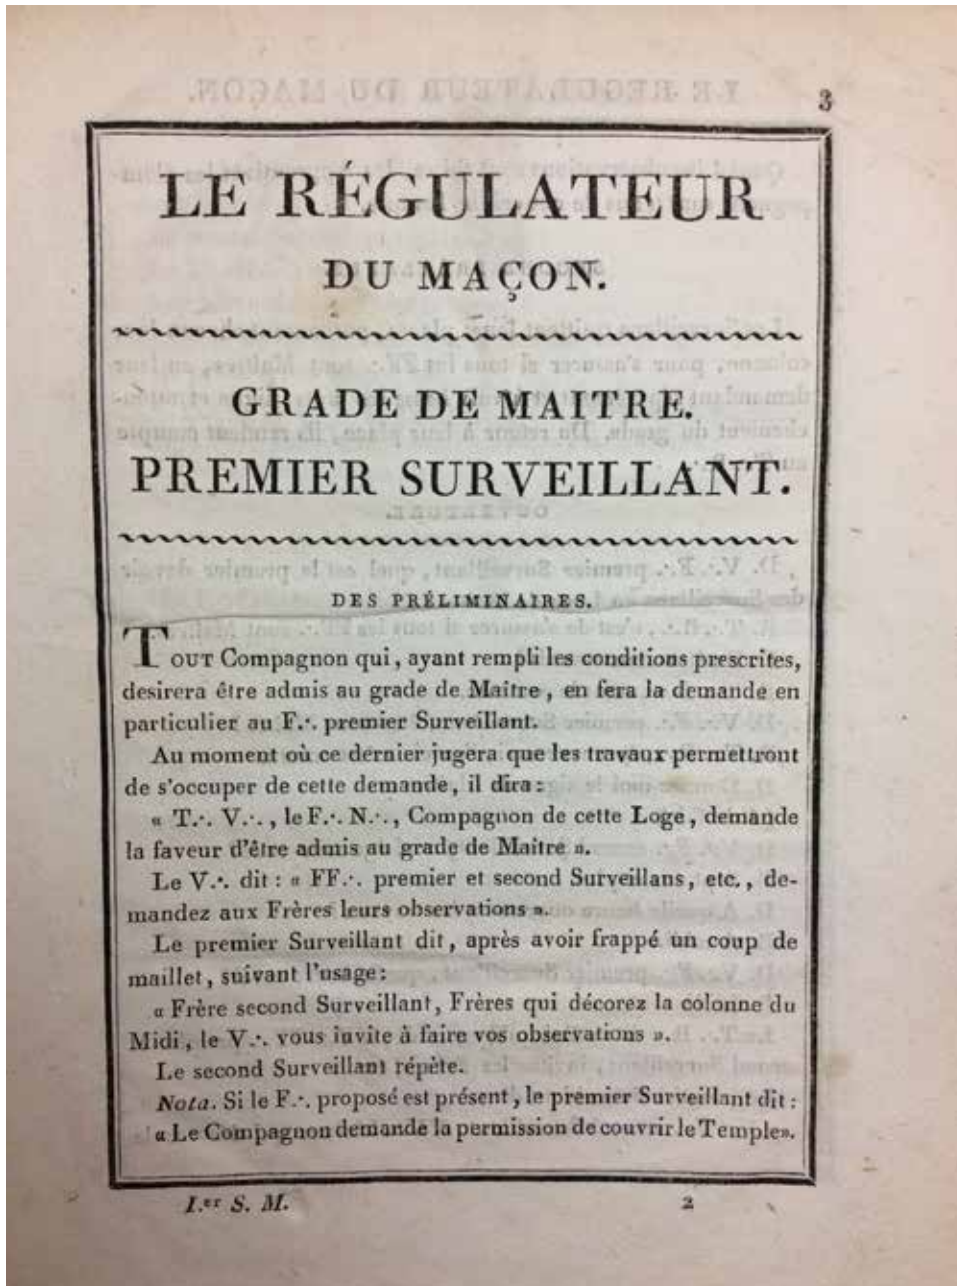 3
LE RÉGULATEUR
DU MAÇON.
GRADE DE MAITRE.
PREMIER SURVEILLANT.
DES PRÉLIMINAIRES.
TOUT Compagnon qui, ayant rempli les conditions prescrites,
desirera être admis au grade de Maître, en fera la demande en
particulier au F.·. premier Surveillant.
Au moment où ce dernier jugera que les travaux permettront
de s'occuper de cette demande, il dira:
« T.·. V.·., le F.·. N.·., Compagnon de cette Loge, demande
la faveur d'être admis au grade de Maître ».
Le V.·. dit : « FF.·. premier et second Surveillans, etc., de-
mandez aux Frères leurs observations ».
Le premier Surveillant dit, après avoir frappé un coup de
maillet, suivant l'usage:
« Frère second Surveillant, Frères qui décorez la colonne du
Midi, le V.·. vous invite à faire vos observations ».
Le second Surveillant répète.
Nota. Si le F.·. proposé est présent, le premier Surveillant dit :
« Le Compagnon demande la permission de couvrir le Temple».
I.er S. M. 2